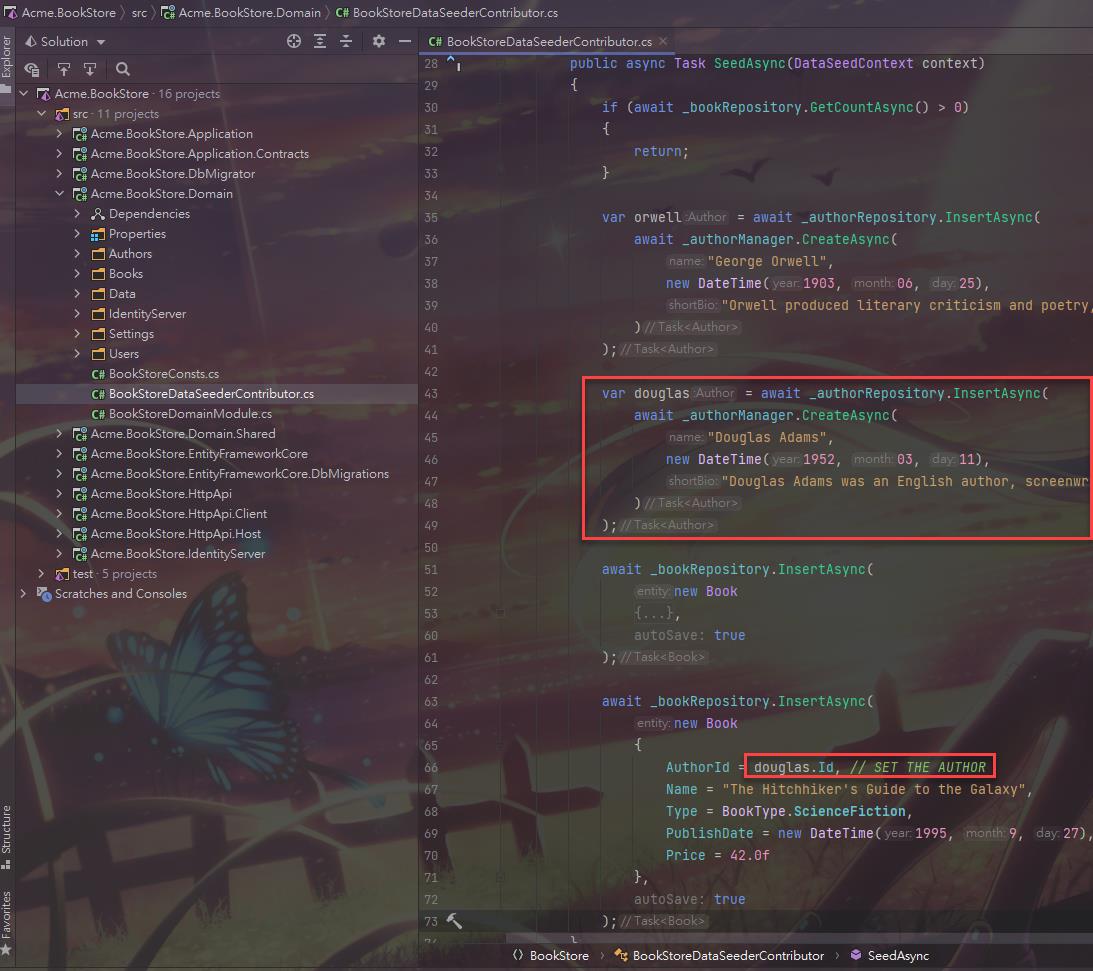 Acme.BookStore src Acme.BookStore.Domain C# BookStoreDataSeederContributor.cs
Explorer
Solution
Acme.BookStore · 16 projects
src · 11 projects
Acme.BookStore.Application
Acme.BookStore.Application.Contracts
Acme.BookStore.DbMigrator
Acme.BookStore.Domain
Dependencies
Properties
Authors
Books
Data
IdentityServer
Settings
Users
C# BookStoreConsts.cs
C# BookStoreDataSeederContributor.cs
C# BookStoreDomainModule.cs
Acme.BookStore.Domain.Shared
Acme.BookStore.EntityFrameworkCore
Acme.BookStore.EntityFrameworkCore.DbMigrations
Acme.BookStore.HttpApi
Acme.BookStore.HttpApi.Client
Acme.BookStore.HttpApi.Host
Acme.BookStore.IdentityServer
test · 5 projects
Scratches and Consoles
Structure
Favorites
C# BookStoreDataSeederContributor.cs
28 public async Task SeedAsync(DataSeedContext context)
29 {
30 if (await _bookRepository.GetCountAsync() > 0)
31 {
32 return;
33 }
34
35 var orwell :Author = await _authorRepository.InsertAsync(
36 await _authorManager.CreateAsync(
37 name: "George Orwell",
38 new DateTime( year: 1903, month: 06, day: 25),
39 shortBio: "Orwell produced literary criticism and poetry,
40 ) // Task<Author>
41 ); // Task<Author>
42
43 var douglas :Author = await _authorRepository.InsertAsync(
44 await _authorManager.CreateAsync(
45 name: "Douglas Adams",
46 new DateTime( year: 1952, month: 03, day: 11),
47 shortBio: "Douglas Adams was an English author, screenwr
48 ) // Task<Author>
49 ); // Task<Author>
50
51 await _bookRepository.InsertAsync(
52 entity: new Book
53 {...},
60 autoSave: true
61 ); // Task<Book>
62
63 await _bookRepository.InsertAsync(
64 entity: new Book
65 {
66 AuthorId = douglas.Id, // SET THE AUTHOR
67 Name = "The Hitchhiker's Guide to the Galaxy",
68 Type = BookType.ScienceFiction,
69 PublishDate = new DateTime( year: 1995, month: 9, day: 27),
70 Price = 42.0f
71 },
72 autoSave: true
73 ); // Task<Book>
74 }
BookStore BookStoreDataSeederContributor SeedAsync